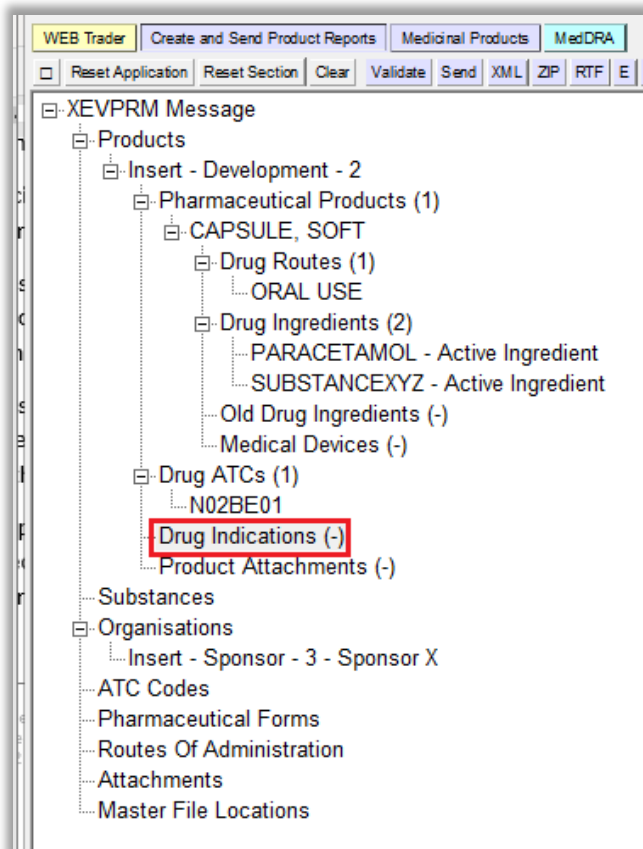 WEB Trader Create and Send Product Reports Medicinal Products MedDRA
Reset Application Reset Section Clear Validate Send XML ZIP RTF E
XEVPRM Message
Products
Insert - Development - 2
Pharmaceutical Products (1)
CAPSULE, SOFT
Drug Routes (1)
ORAL USE
Drug Ingredients (2)
PARACETAMOL - Active Ingredient
SUBSTANCEXYZ - Active Ingredient
Old Drug Ingredients (-)
Medical Devices (-)
Drug ATCs (1)
N02BE01
Drug Indications (-)
Product Attachments (-)
Substances
Organisations
Insert - Sponsor - 3 - Sponsor X
ATC Codes
Pharmaceutical Forms
Routes Of Administration
Attachments
Master File Locations